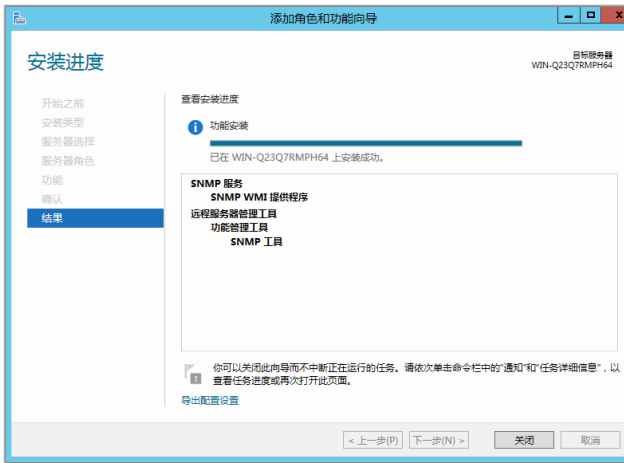 添加角色和功能向导
安装进度
目标服务器
WIN-Q23Q7RMPH64
开始之前
安装类型
服务器选择
服务器角色
功能
确认
结果
查看安装进度
功能安装
已在 WIN-Q23Q7RMPH64 上安装成功。
SNMP 服务
SNMP WMI 提供程序
远程服务器管理工具
功能管理工具
SNMP 工具
1
你可以关闭此向导而不中断正在运行的任务。请依次单击命令栏中的"通知"和"任务详细信息"，以
查看任务进度或再次打开此页面。
导出配置设置
< 上一步(P)
下一步(N) >
关闭
取消